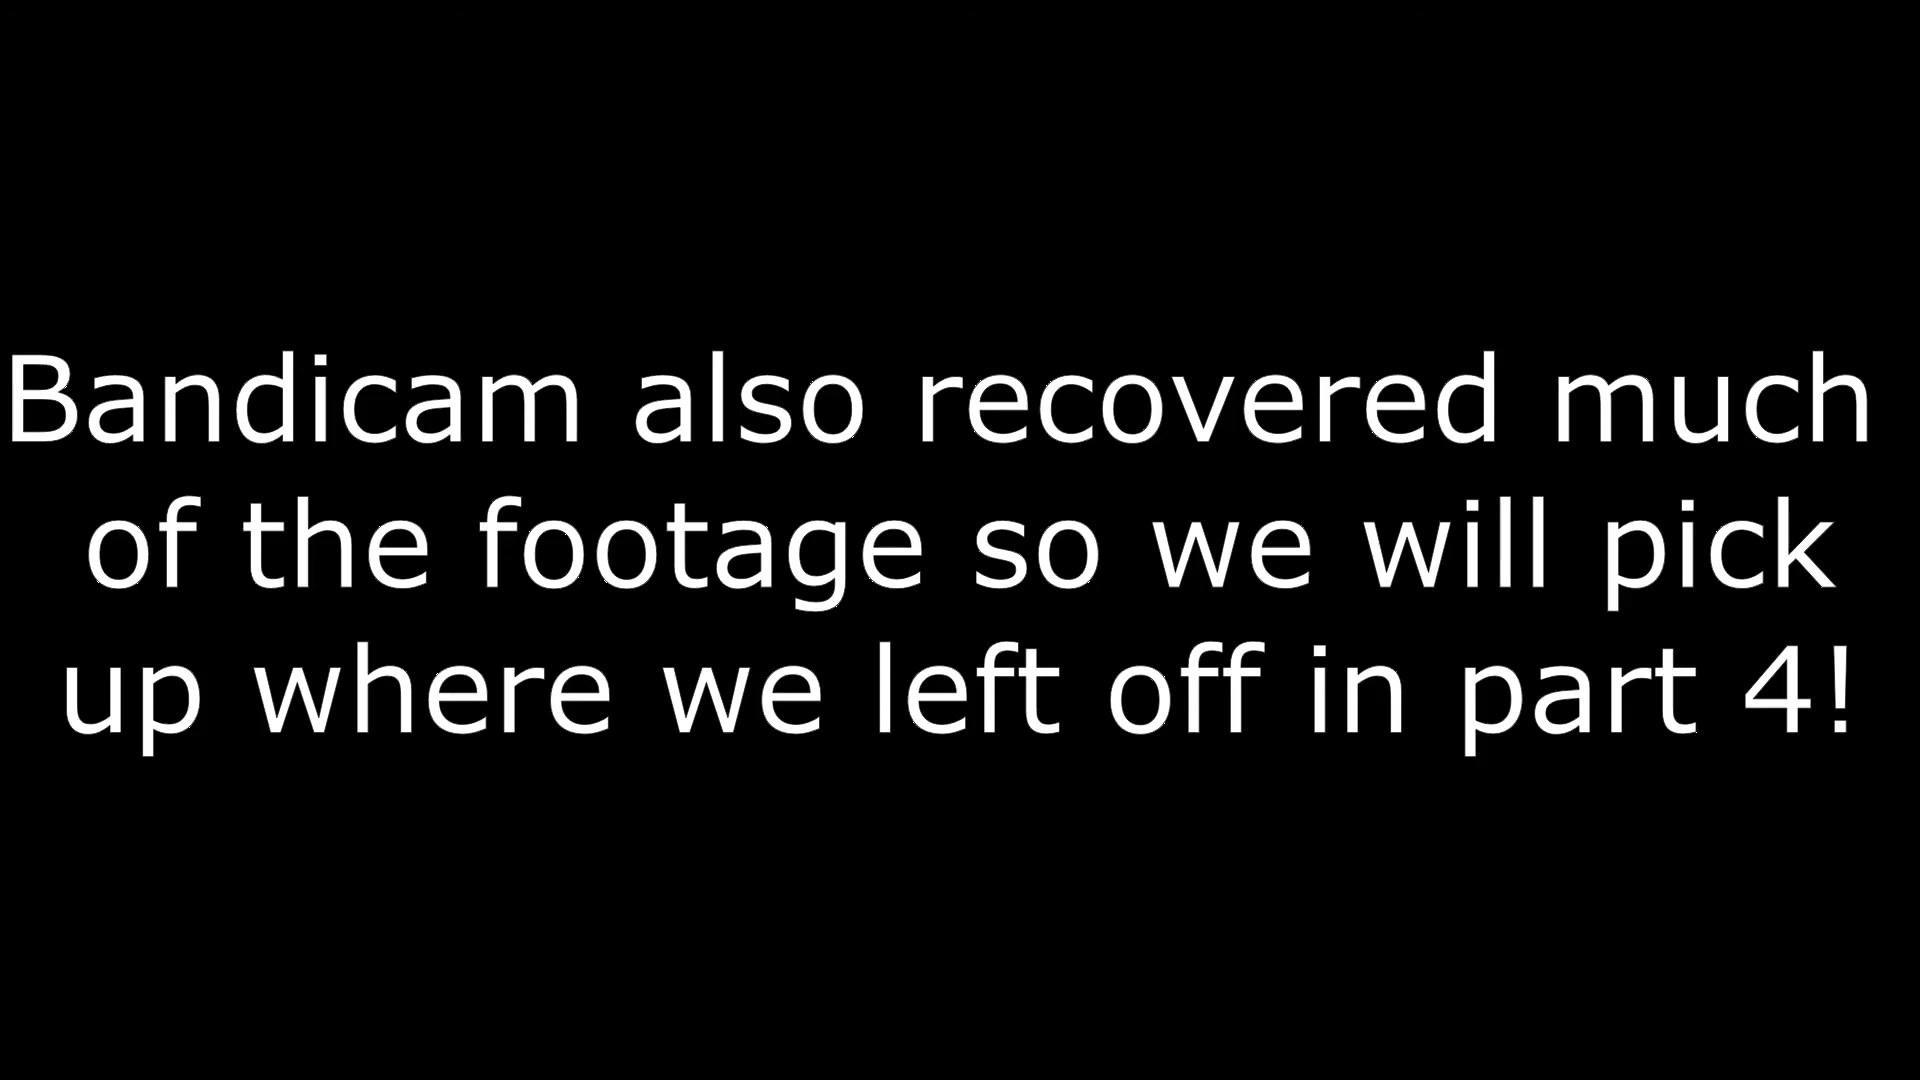 Bandicam also recovered much
of the footage so we will pick
up where we left off in part 4!